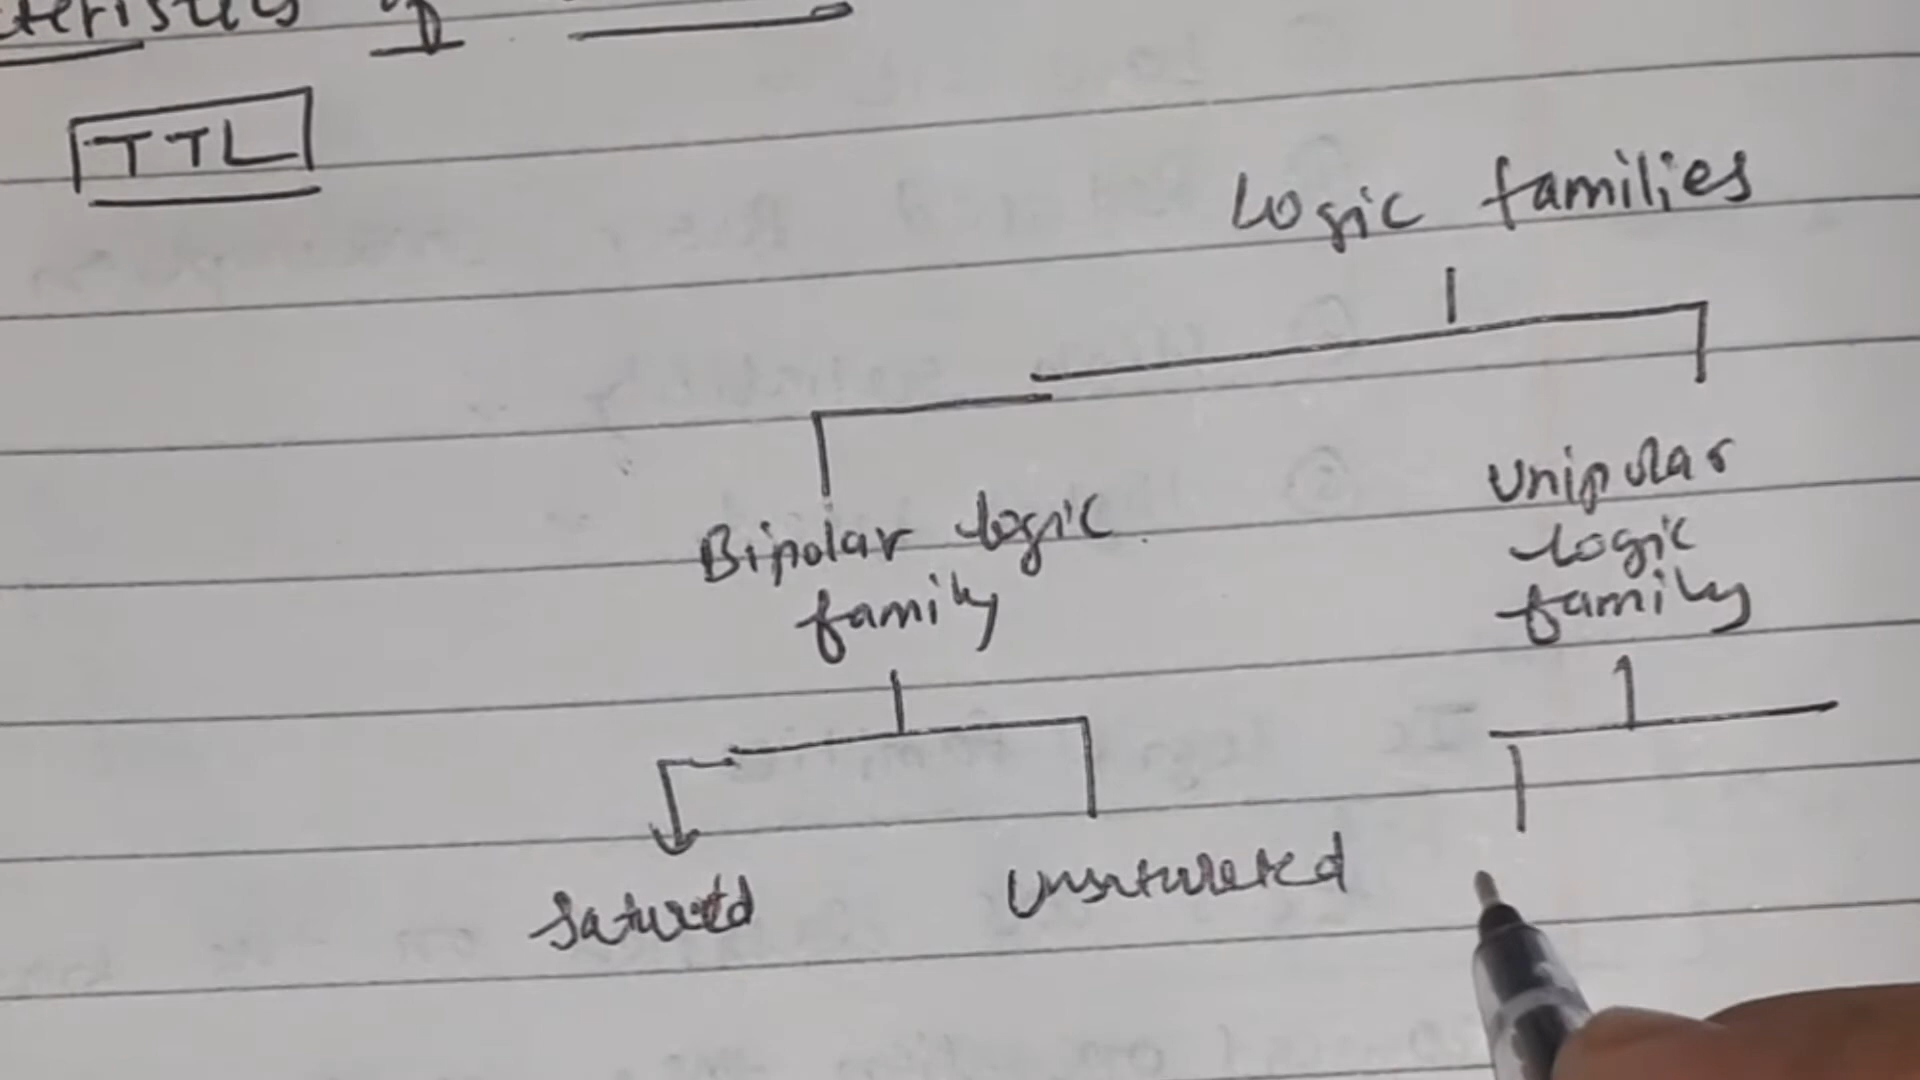 TTL
Logic families
Bipolar logic
family
Unipolar
logic
family
Saturated
Unsaturated